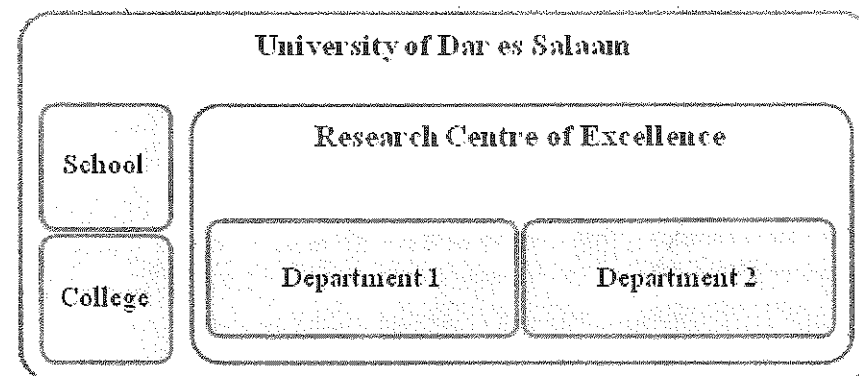 University of Dar es Salaam
Research Centre of Excellence
School
College
Department 1
Department 2